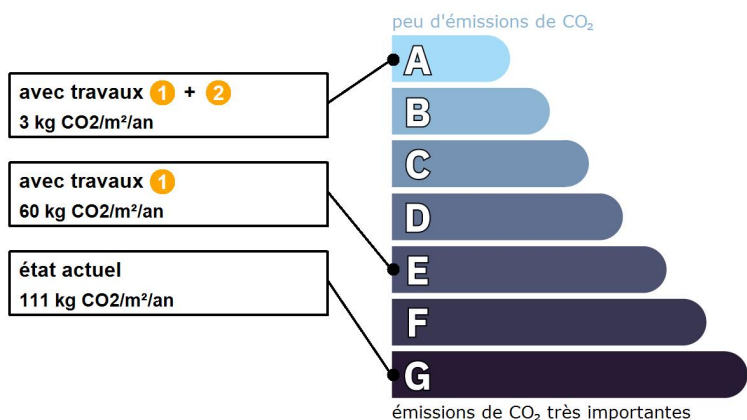 peu d'émissions de CO₂
A
avec travaux 1 + 2
3 kg CO2/m²/an
B
C
avec travaux 1
60 kg CO2/m²/an
D
E
état actuel
111 kg CO2/m²/an
F
G
émissions de CO₂ très importantes